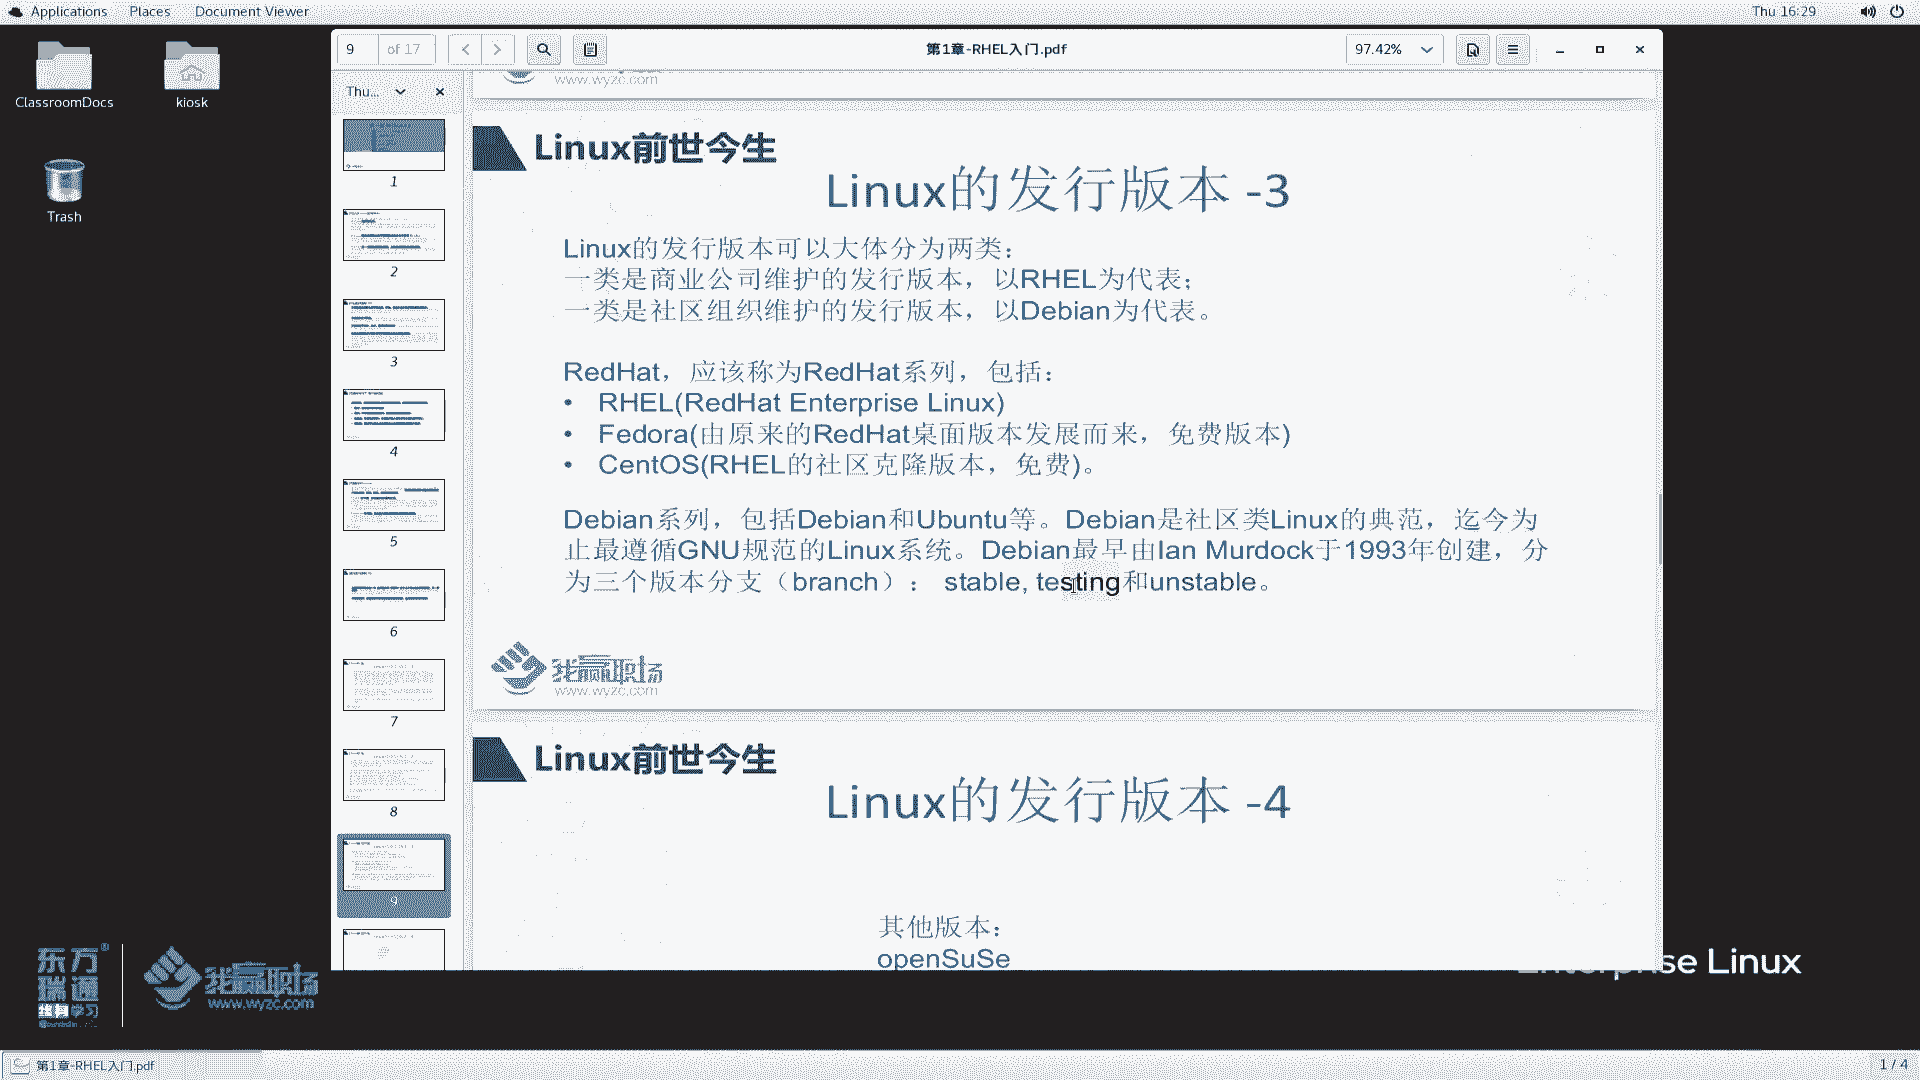 Applications Places Document Viewer Thu 16:29
ClassroomDocs
kiosk
Trash
9 of 17 第1章-RHEL入门.pdf 97.42%
Thu...
1
2
3
4
5
6
7
8
9
www.wyzc.com
Linux前世今生
Linux的发行版本 -3
Linux的发行版本可以大体分为两类：
一类是商业公司维护的发行版本，以RHEL为代表；
一类是社区组织维护的发行版本，以Debian为代表。
RedHat，应该称为RedHat系列，包括：
• RHEL(RedHat Enterprise Linux)
• Fedora(由原来的RedHat桌面版本发展而来，免费版本)
• CentOS(RHEL的社区克隆版本，免费)。
Debian系列，包括Debian和Ubuntu等。Debian是社区类Linux的典范，迄今为
止最遵循GNU规范的Linux系统。Debian最早由Ian Murdock于1993年创建，分
为三个版本分支（branch）： stable, testing和unstable。
我赢职场
www.wyzc.com
Linux前世今生
Linux的发行版本 -4
其他版本：
openSuSe
Enterprise Linux
东方
瑞通
终身学习
我赢职场
www.wyzc.com
第1章-RHEL入门.pdf
1 / 4